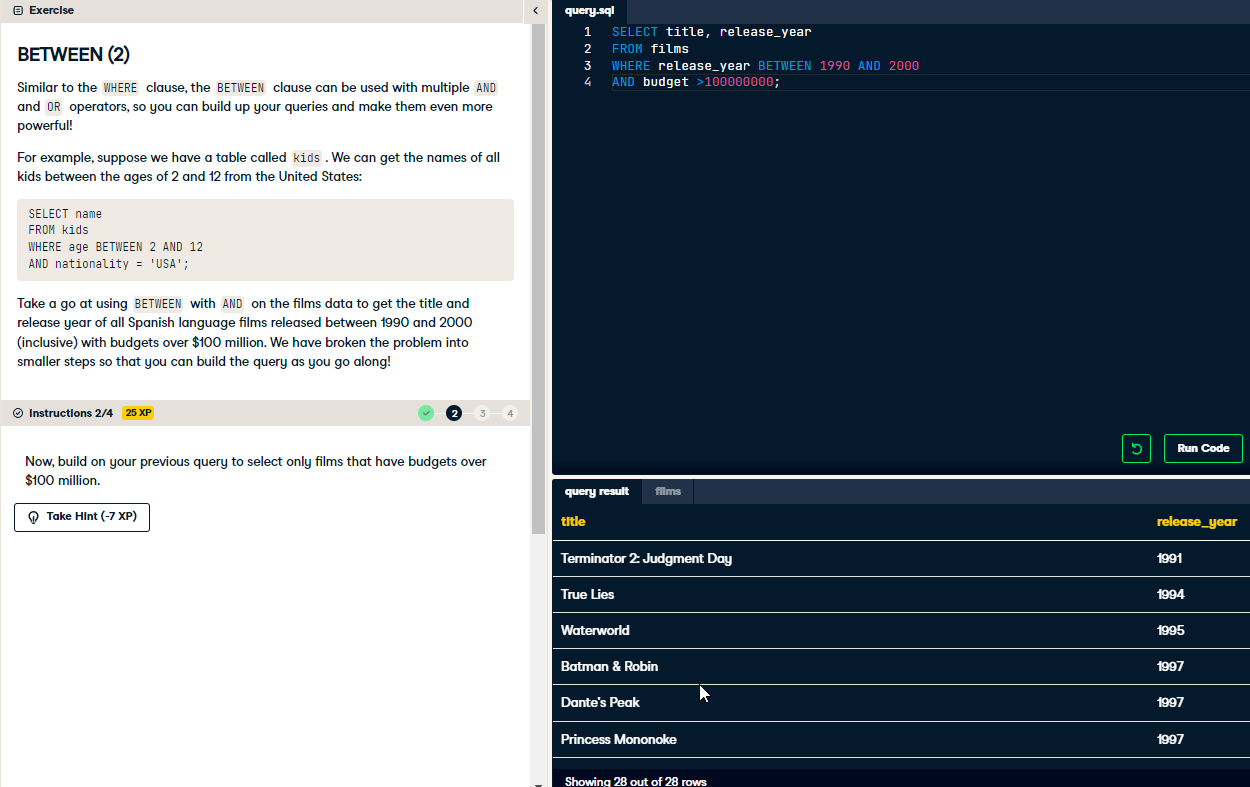 Exercise
BETWEEN (2)
Similar to the WHERE clause, the BETWEEN clause can be used with multiple AND
and OR operators, so you can build up your queries and make them even more
powerful!
For example, suppose we have a table called kids . We can get the names of all
kids between the ages of 2 and 12 from the United States:
SELECT name
FROM kids
WHERE age BETWEEN 2 AND 12
AND nationality = 'USA';
Take a go at using BETWEEN with AND on the films data to get the title and
release year of all Spanish language films released between 1990 and 2000
(inclusive) with budgets over $100 million. We have broken the problem into
smaller steps so that you can build the query as you go along!
Instructions 2/4 25 XP
2 3 4
Now, build on your previous query to select only films that have budgets over
$100 million.
Take Hint (-7 XP)
query.sql
1 SELECT title, release_year
2 FROM films
3 WHERE release_year BETWEEN 1990 AND 2000
4 AND budget >100000000;
Run Code
query result films
title release_year
Terminator 2: Judgment Day 1991
True Lies 1994
Waterworld 1995
Batman & Robin 1997
Dante's Peak 1997
Princess Mononoke 1997
Showing 28 out of 28 rows